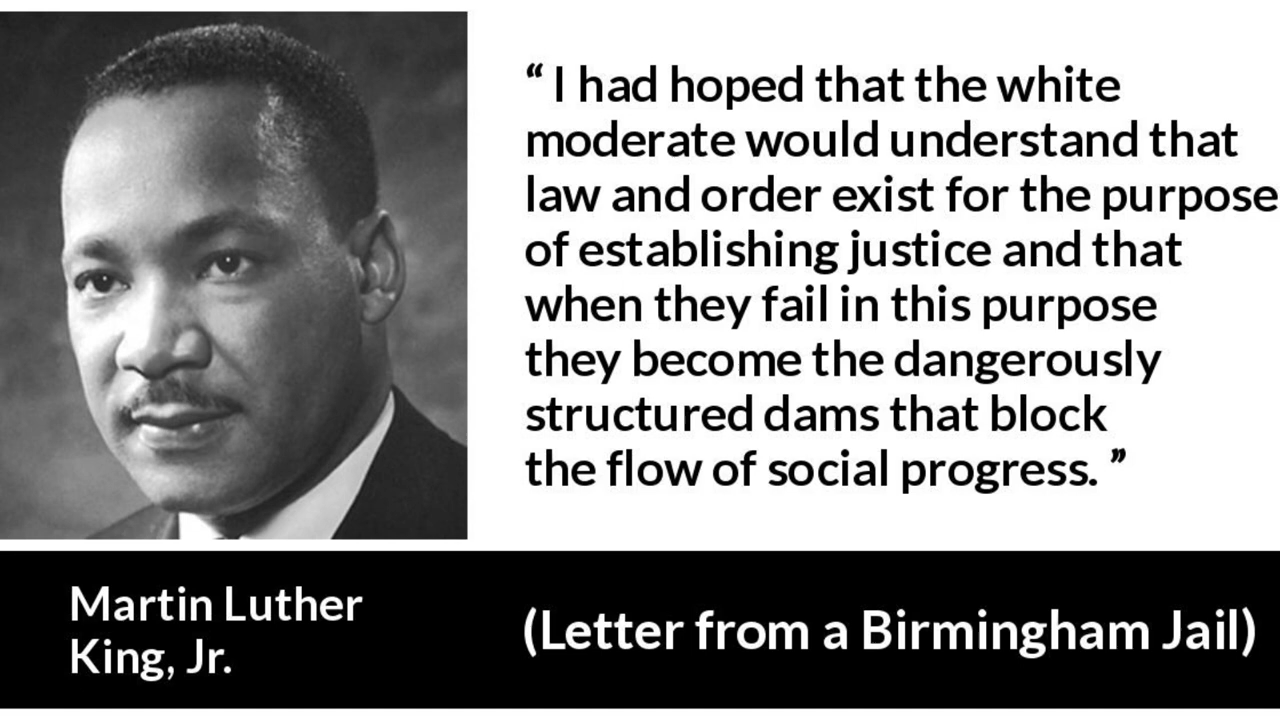 “ I had hoped that the white
moderate would understand that
law and order exist for the purpose
of establishing justice and that
when they fail in this purpose
they become the dangerously
structured dams that block
the flow of social progress. ”
Martin Luther
King, Jr.
(Letter from a Birmingham Jail)